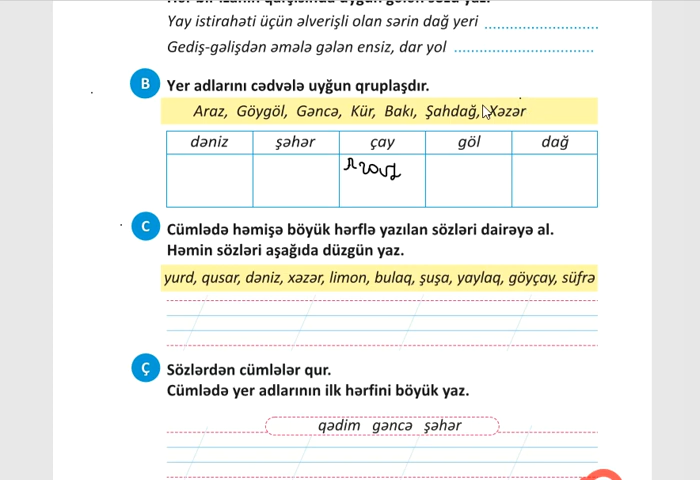 Yay istirahəti üçün əlverişli olan sərin dağ yeri ..............................
Gediş-gəlişdən əmələ gələn ensiz, dar yol ..............................
B Yer adlarını cədvələ uyğun qruplaşdır.
Araz, Göygöl, Gəncə, Kür, Bakı, Şahdağ, Xəzər
dəniz şəhər çay göl dağ
Araz
C Cümlədə həmişə böyük hərflə yazılan sözləri dairəyə al.
Həmin sözləri aşağıda düzgün yaz.
yurd, qusar, dəniz, xəzər, limon, bulaq, şuşa, yaylaq, göyçay, süfrə
Ç Sözlərdən cümlələr qur.
Cümlədə yer adlarının ilk hərfini böyük yaz.
qədim gəncə şəhər